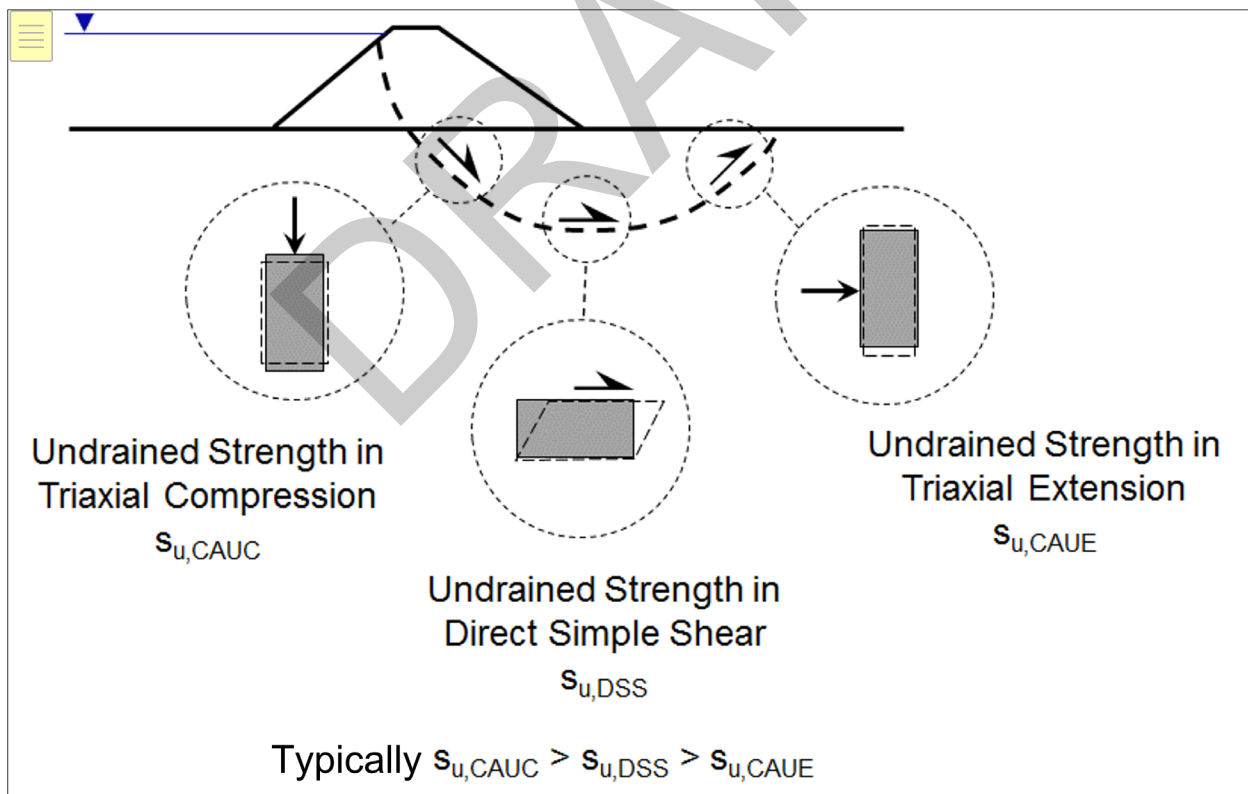 DRA
Undrained Strength in
Triaxial Compression
su,CAUC
Undrained Strength in
Direct Simple Shear
su,DSS
Undrained Strength in
Triaxial Extension
su,CAUE
Typically su,CAUC > su,DSS > su,CAUE